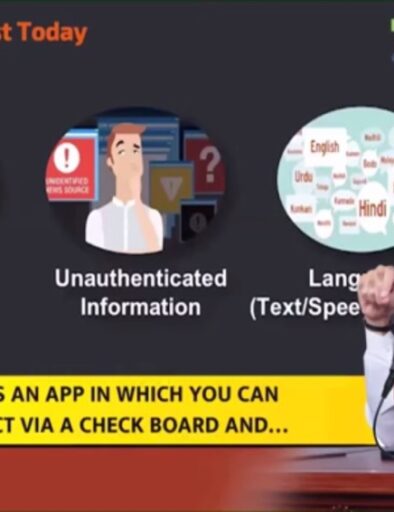 st Today
UNIDENTIFIED
NEWS SOURCE
English
Urdu
Hindi
Kannada
Konkani
Bodo
Unauthenticated
Information
Lang
(Text/Spee
S AN APP IN WHICH YOU CAN
CT VIA A CHECK BOARD AND...